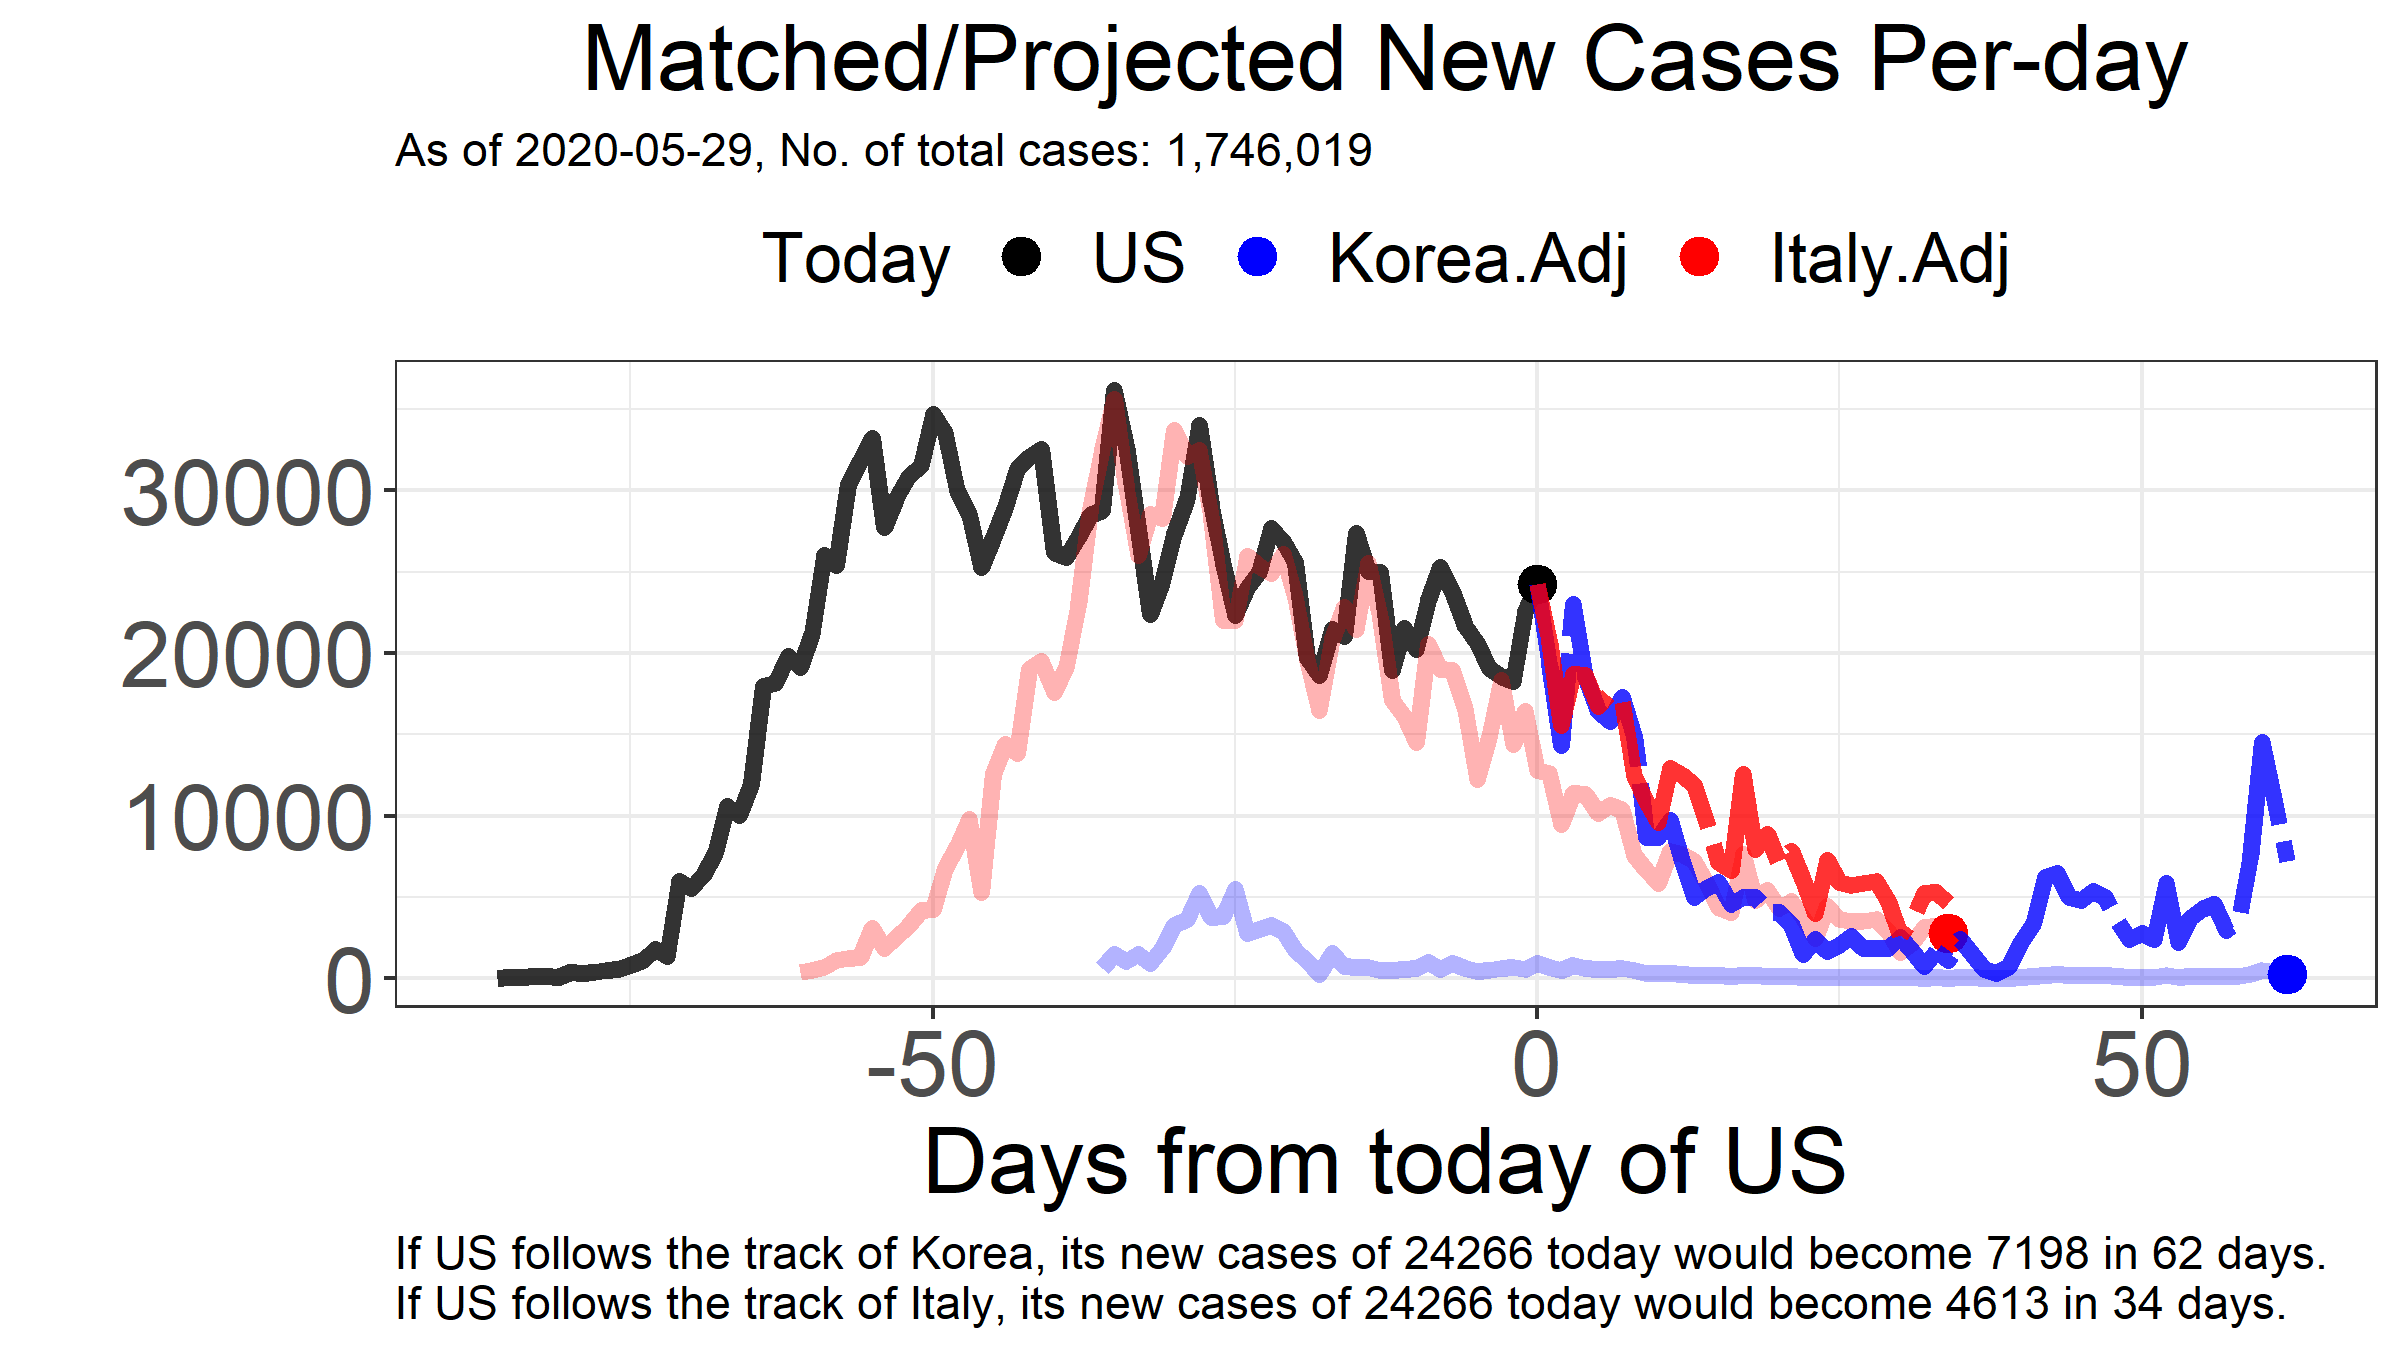 Matched/Projected New Cases Per-day
As of 2020-05-29, No. of total cases: 1,746,019
Today US Korea.Adj Italy.Adj
30000
20000
10000
0
-50 0 50
Days from today of US
If US follows the track of Korea, its new cases of 24266 today would become 7198 in 62 days.
If US follows the track of Italy, its new cases of 24266 today would become 4613 in 34 days.